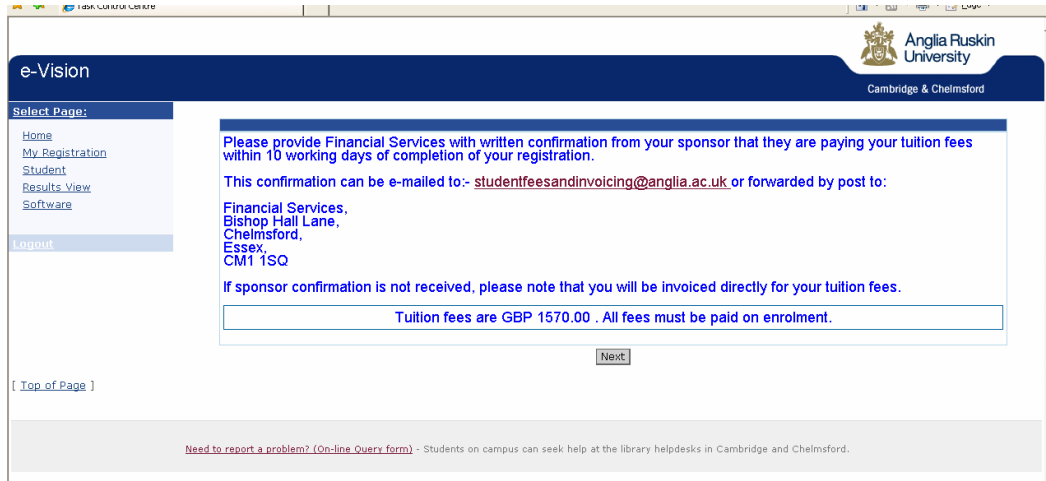 Task Control Centre
Anglia Ruskin
University
e-Vision
Cambridge & Chelmsford
Select Page:
Home
My Registration
Student
Results View
Software
Logout
Please provide Financial Services with written confirmation from your sponsor that they are paying your tuition fees
within 10 working days of completion of your registration.
This confirmation can be e-mailed to:- studentfeesandinvoicing@anglia.ac.uk or forwarded by post to:
Financial Services,
Bishop Hall Lane,
Chelmsford,
Essex,
CM1 1SQ
If sponsor confirmation is not received, please note that you will be invoiced directly for your tuition fees.
Tuition fees are GBP 1570.00 . All fees must be paid on enrolment.
Next
[ Top of Page ]
Need to report a problem? (On-line Query form) - Students on campus can seek help at the library helpdesks in Cambridge and Chelmsford.